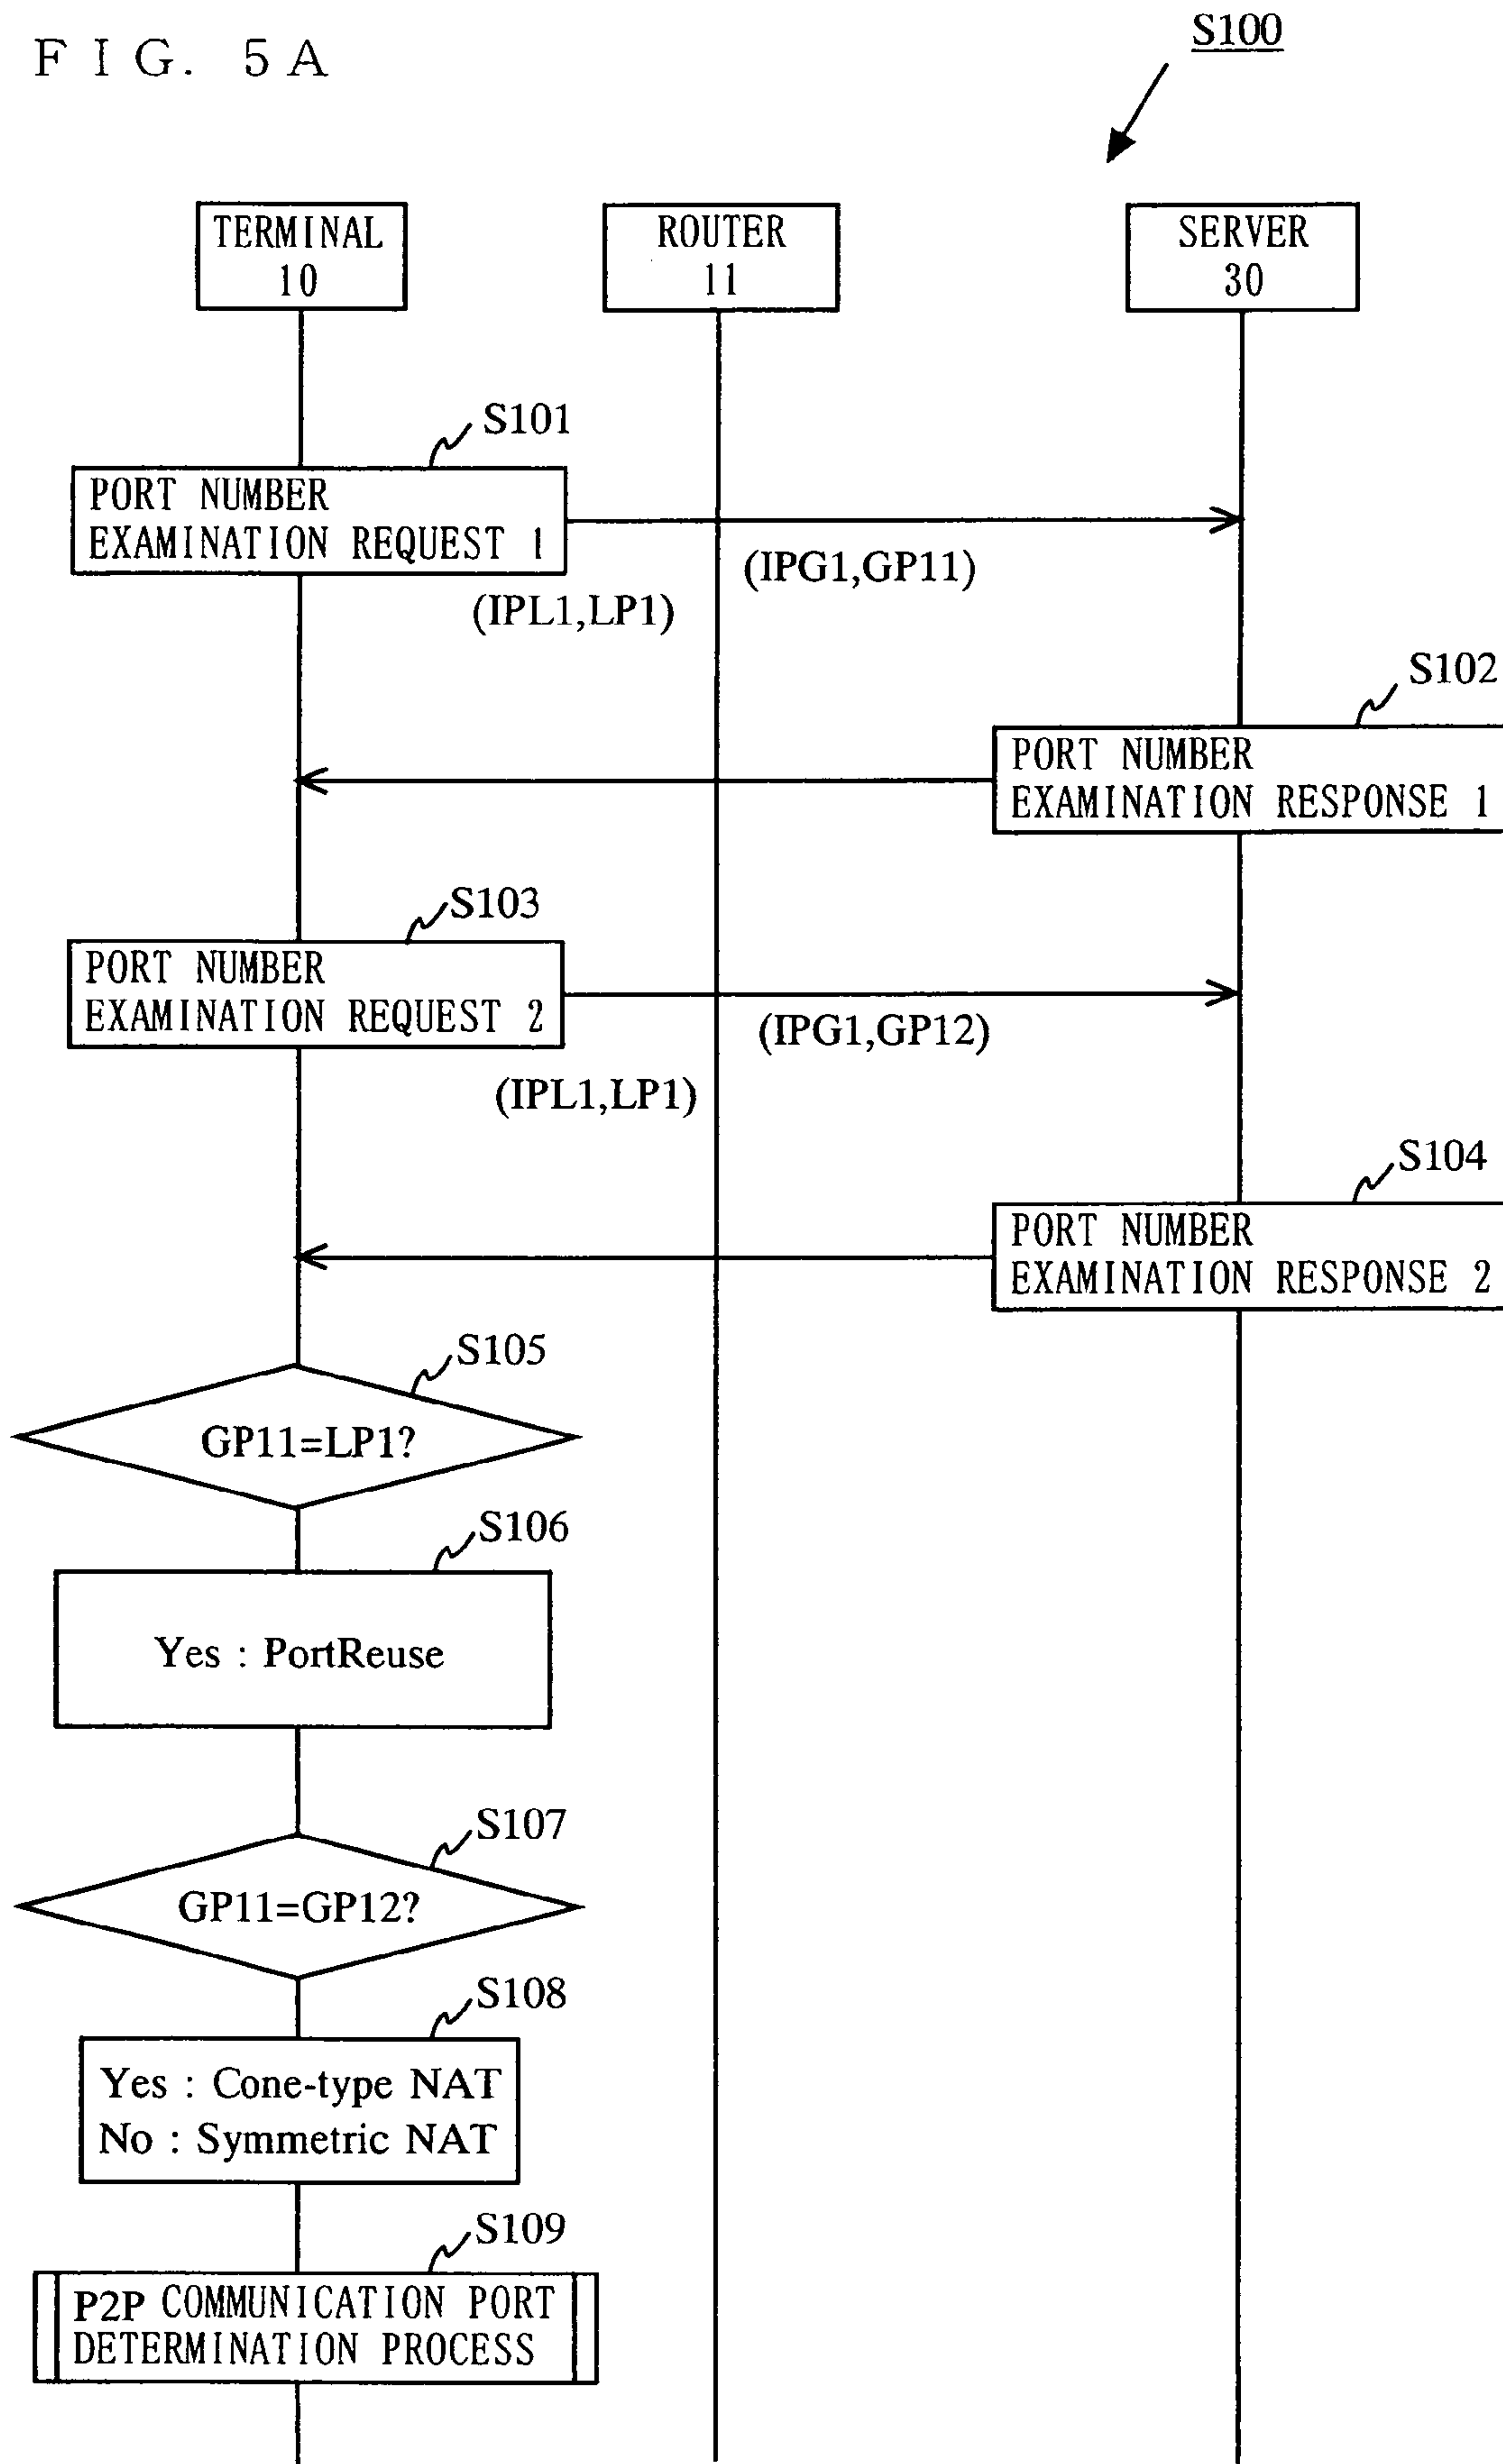 FIG. 5A
S100
TERMINAL
10
ROUTER
11
SERVER
30
S101
PORT NUMBER
EXAMINATION REQUEST 1
(IPG1,GP11)
(IPL1,LP1)
S102
PORT NUMBER
EXAMINATION RESPONSE 1
S103
PORT NUMBER
EXAMINATION REQUEST 2
(IPG1,GP12)
(IPL1,LP1)
S104
PORT NUMBER
EXAMINATION RESPONSE 2
S105
GP11=LP1?
S106
Yes : PortReuse
S107
GP11=GP12?
S108
Yes : Cone-type NAT
No : Symmetric NAT
S109
P2P COMMUNICATION PORT
DETERMINATION PROCESS